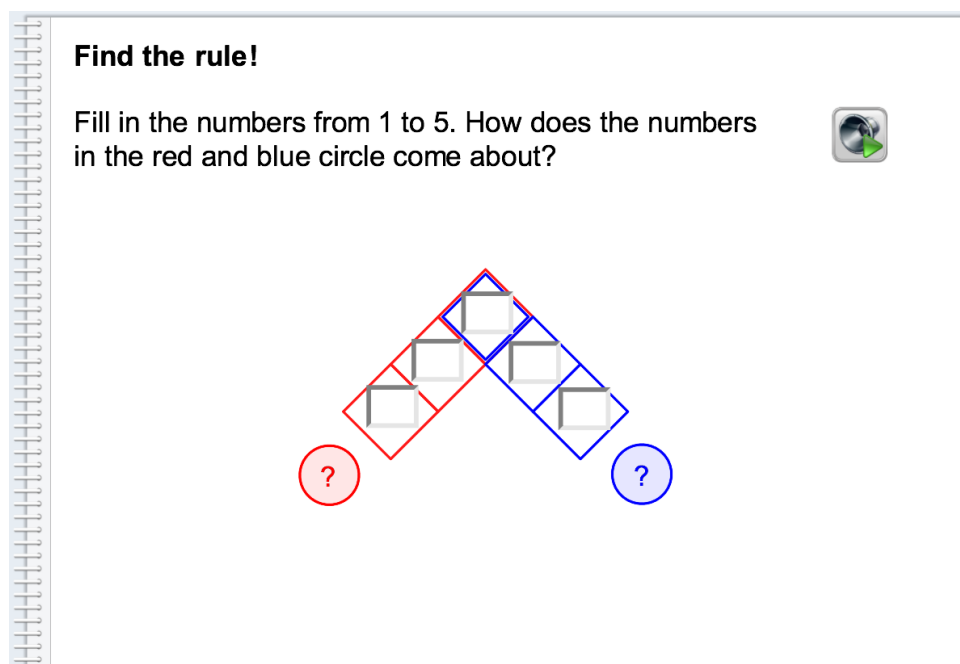 Find the rule!
Fill in the numbers from 1 to 5. How does the numbers
in the red and blue circle come about?
? ?